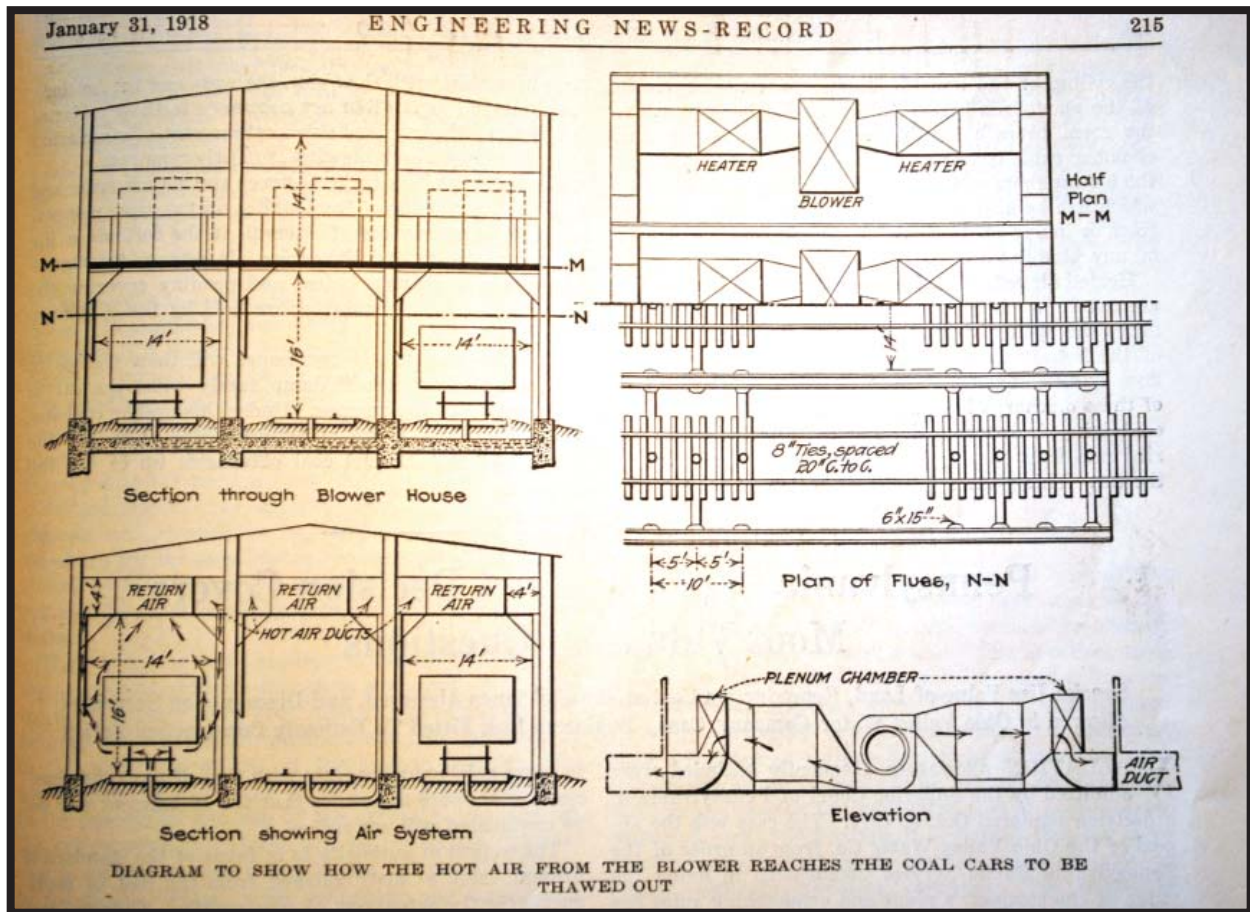 January 31, 1918 ENGINEERING NEWS-RECORD 215
14'
M M
N N
14' 16' 14'
Section through Blower House
HEATER HEATER
BLOWER
Half
Plan
M-M
14'
8" Ties, spaced
20" C. to C.
6"x15"
5' 5'
10'
Plan of Flues, N-N
4' RETURN AIR RETURN AIR RETURN AIR 4'
HOT AIR DUCTS
14' 14'
16'
Section showing Air System
PLENUM CHAMBER
AIR
DUCT
Elevation
DIAGRAM TO SHOW HOW THE HOT AIR FROM THE BLOWER REACHES THE COAL CARS TO BE
THAWED OUT